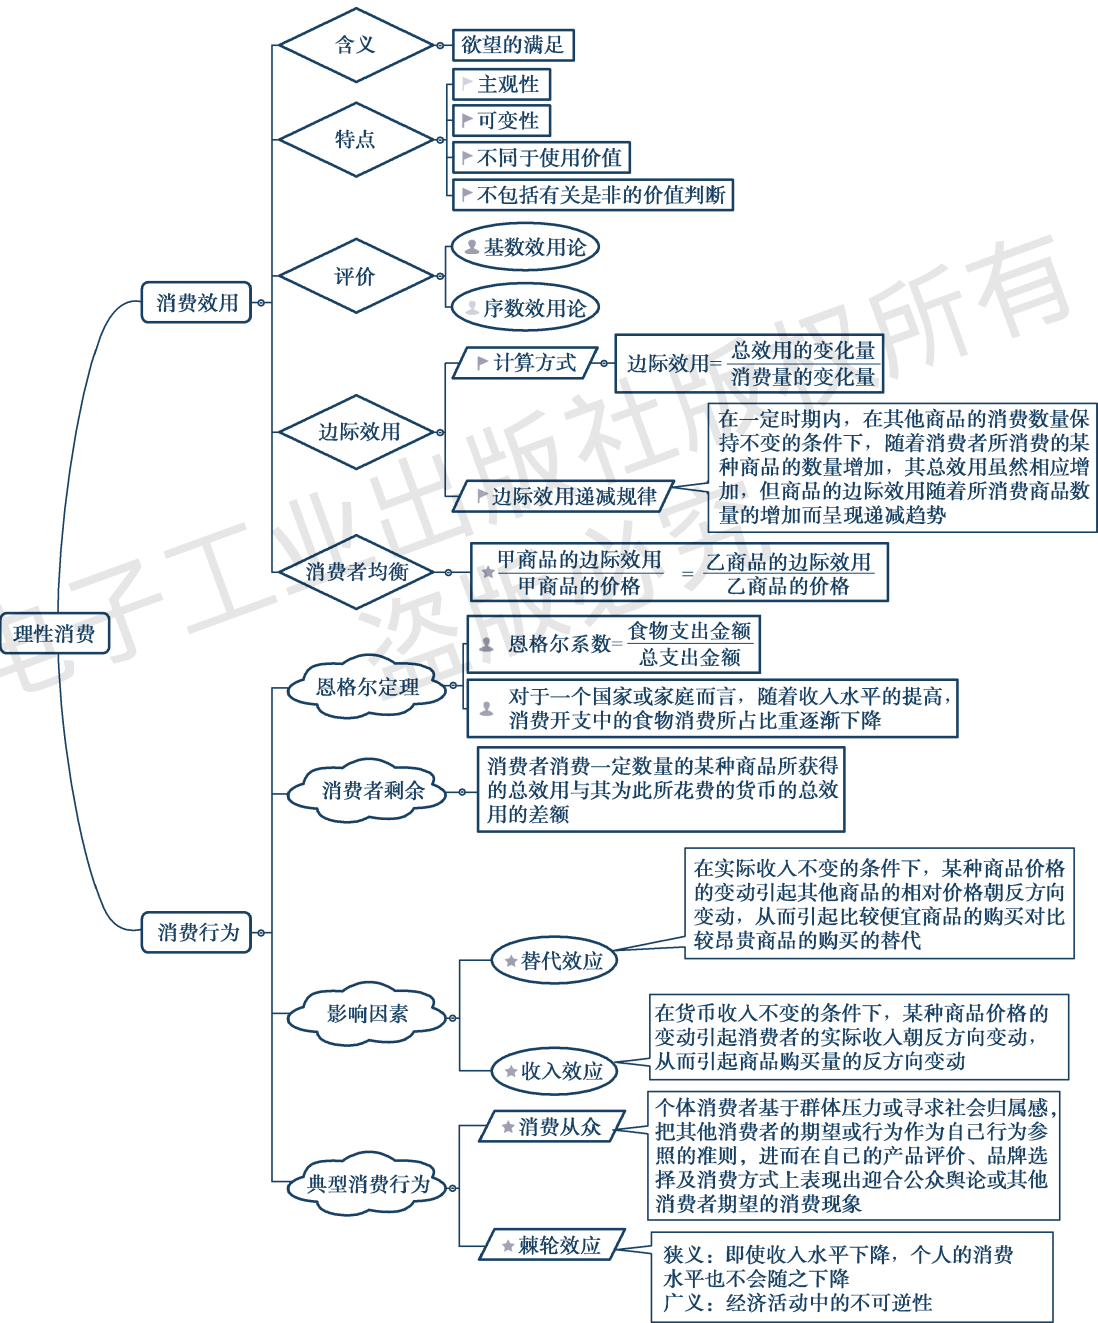 含义
欲望的满足
特点
主观性
可变性
不同于使用价值
不包括有关是非的价值判断
评价
基数效用论
序数效用论
消费效用
边际效用
计算方式
边际效用=总效用的变化量
消费量的变化量
边际效用递减规律
在一定时期内，在其他商品的消费数量保
持不变的条件下，随着消费者所消费的某
种商品的数量增加，其总效用虽然相应增
加，但商品的边际效用随着所消费商品数
量的增加而呈现递减趋势
消费者均衡
甲商品的边际效用
甲商品的价格
=
乙商品的边际效用
乙商品的价格
理性消费
恩格尔定理
恩格尔系数=食物支出金额
总支出金额
对于一个国家或家庭而言，随着收入水平的提高，
消费开支中的食物消费所占比重逐渐下降
消费者剩余
消费者消费一定数量的某种商品所获得
的总效用与其为此所花费的货币的总效
用的差额
消费行为
影响因素
替代效应
在实际收入不变的条件下，某种商品价格
的变动引起其他商品的相对价格朝反方向
变动，从而引起比较便宜商品的购买对比
较昂贵商品的购买的替代
收入效应
在货币收入不变的条件下，某种商品价格的
变动引起消费者的实际收入朝反方向变动，
从而引起商品购买量的反方向变动
典型消费行为
消费从众
个体消费者基于群体压力或寻求社会归属感，
把其他消费者的期望或行为作为自己行为参
照的准则，进而在自己的产品评价、品牌选
择及消费方式上表现出迎合公众舆论或其他
消费者期望的消费现象
棘轮效应
狭义：即使收入水平下降，个人的消费
水平也不会随之下降
广义：经济活动中的不可逆性
电子工业出版社版权所有
盗版必究